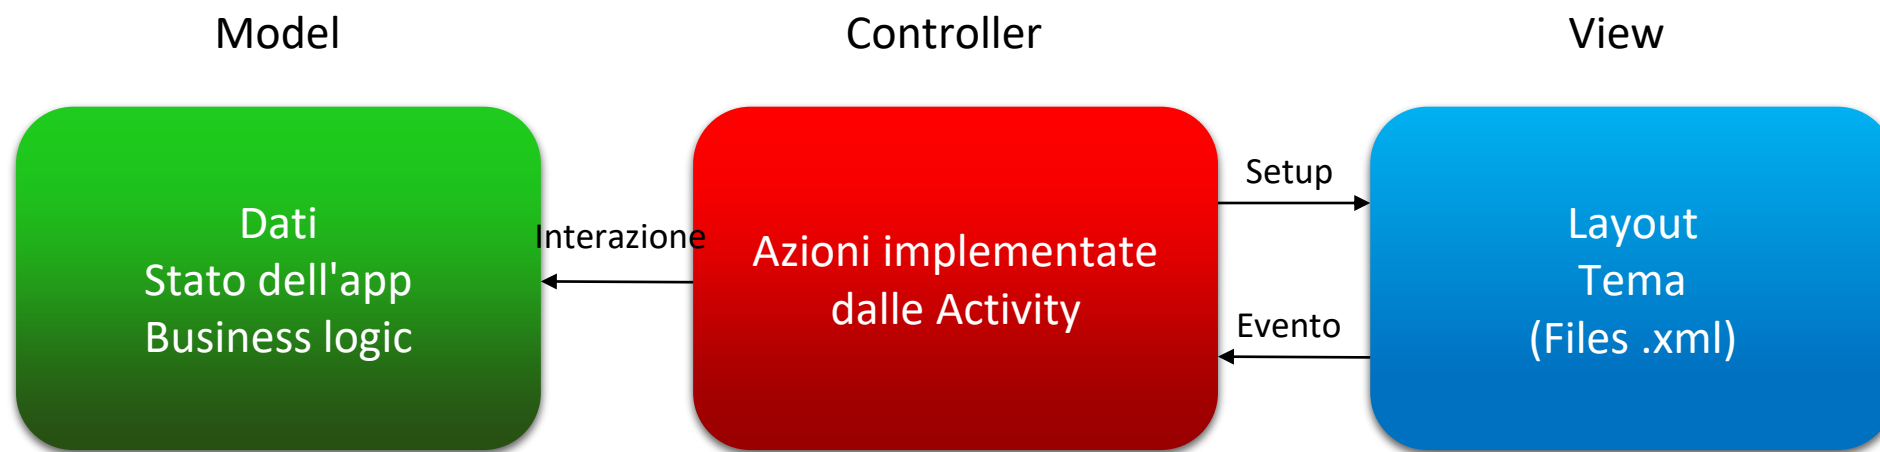 Model
Controller
View
Dati
Stato dell'app
Business logic
Interazione
Azioni implementate
dalle Activity
Setup
Evento
Layout
Tema
(Files .xml)